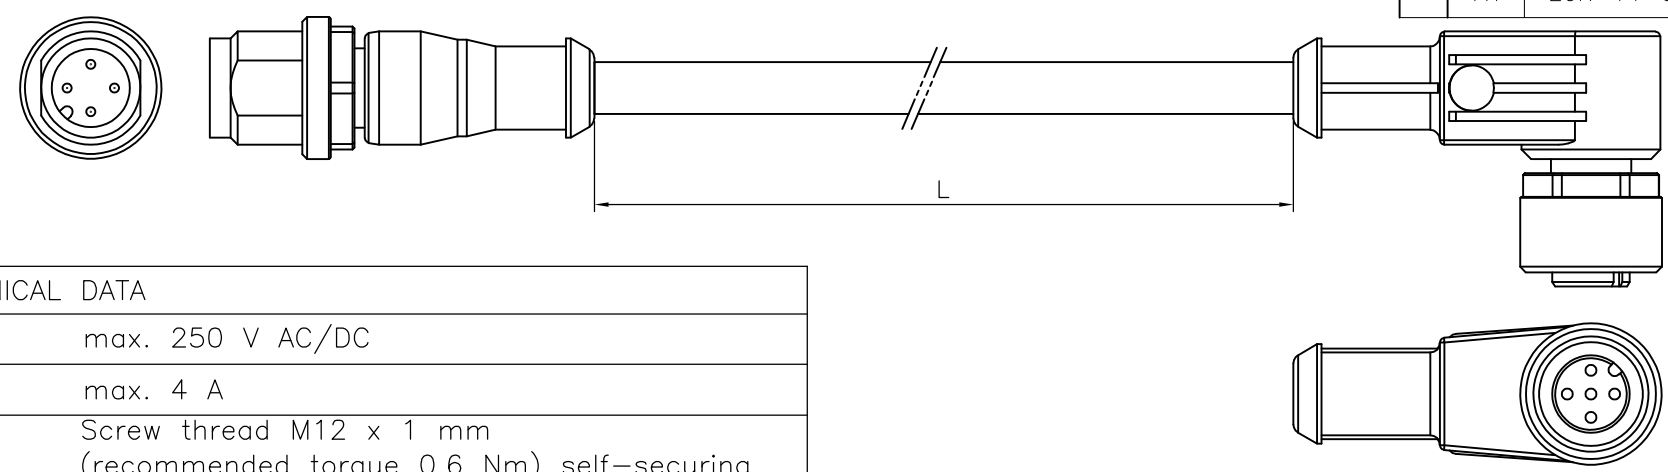 L
DATA
max. 250 V AC/DC
max. 4 A
Screw thread M12 x 1 mm
(recommended torque 0.6 Nm) self-securing